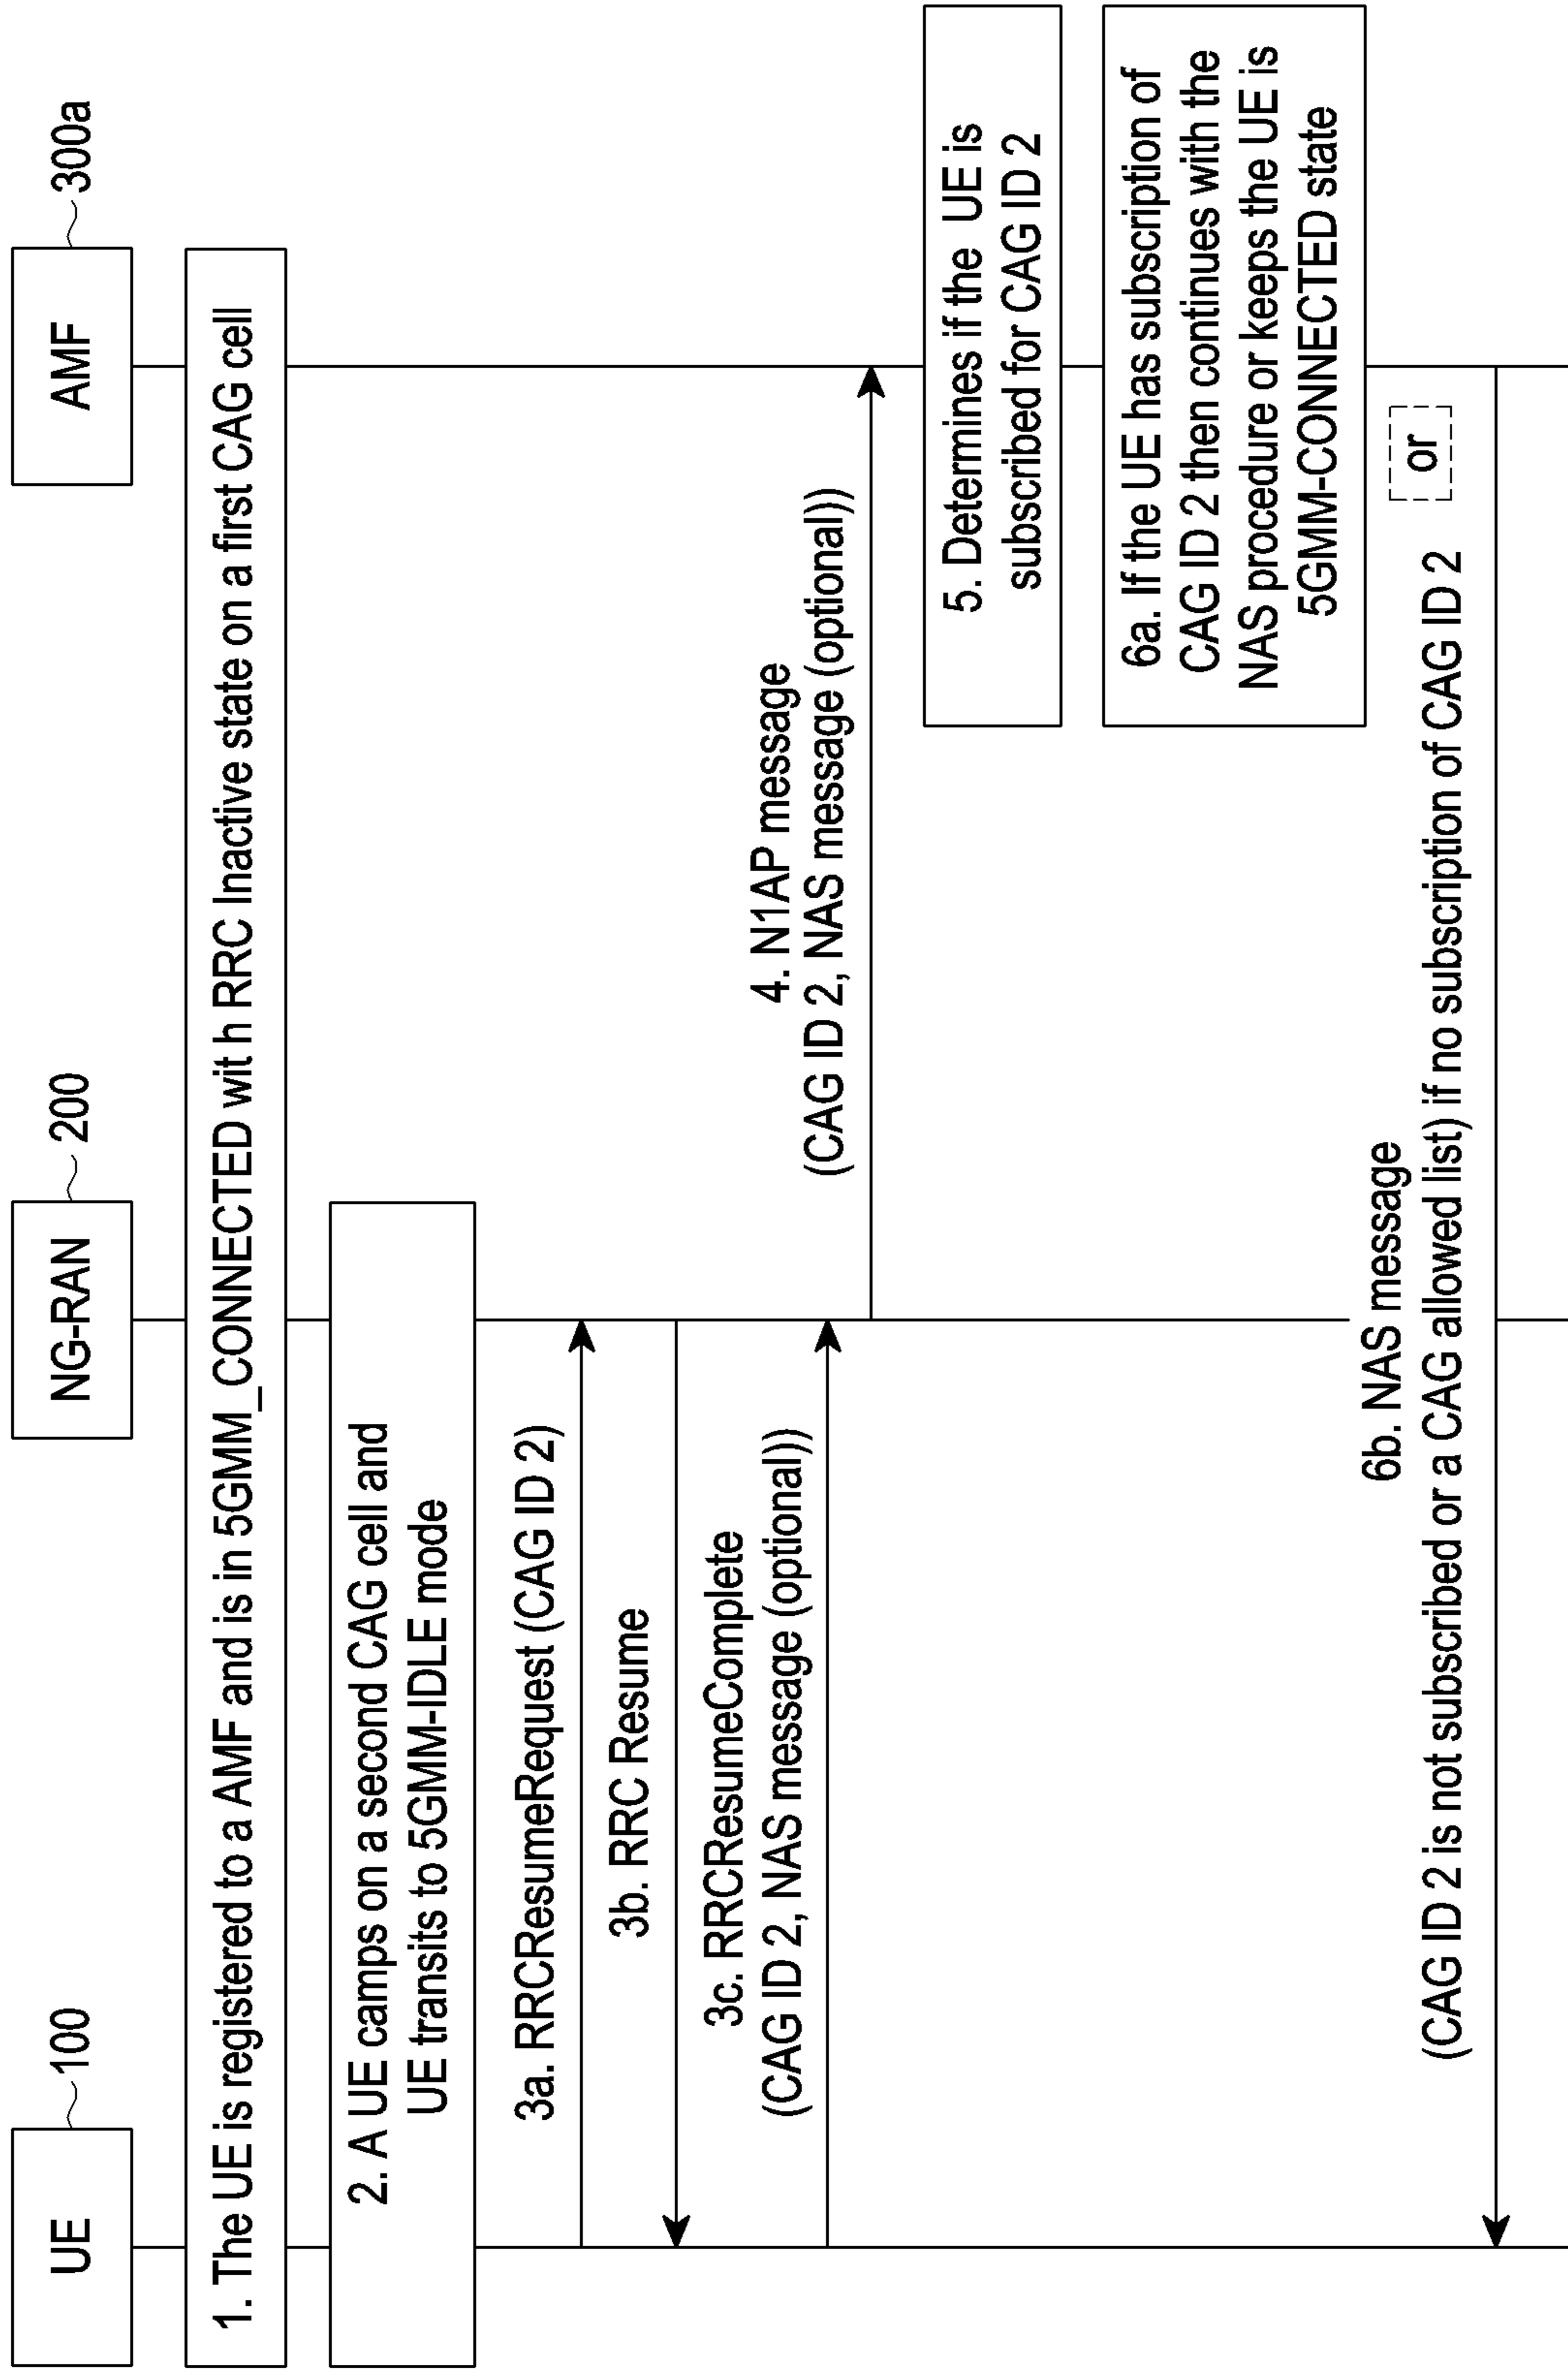 UE
100
NG-RAN
200
AMF
300a
1. The UE is registered to a AMF and is in 5GMM_CONNECTED wit h RRC Inactive state on a first CAG cell
2. A UE camps on a second CAG cell and
UE transits to 5GMM-IDLE mode
3a. RRCResumeRequest (CAG ID 2)
3b. RRC Resume
3c. RRCResumeComplete
(CAG ID 2, NAS message (optional))
4. N1AP message
(CAG ID 2, NAS message (optional))
5. Determines if the UE is
subscribed for CAG ID 2
6a. If the UE has subscription of
CAG ID 2 then continues with the
NAS procedure or keeps the UE is
5GMM-CONNECTED state
or
6b. NAS message
(CAG ID 2 is not subscribed or a CAG allowed list) if no subscription of CAG ID 2